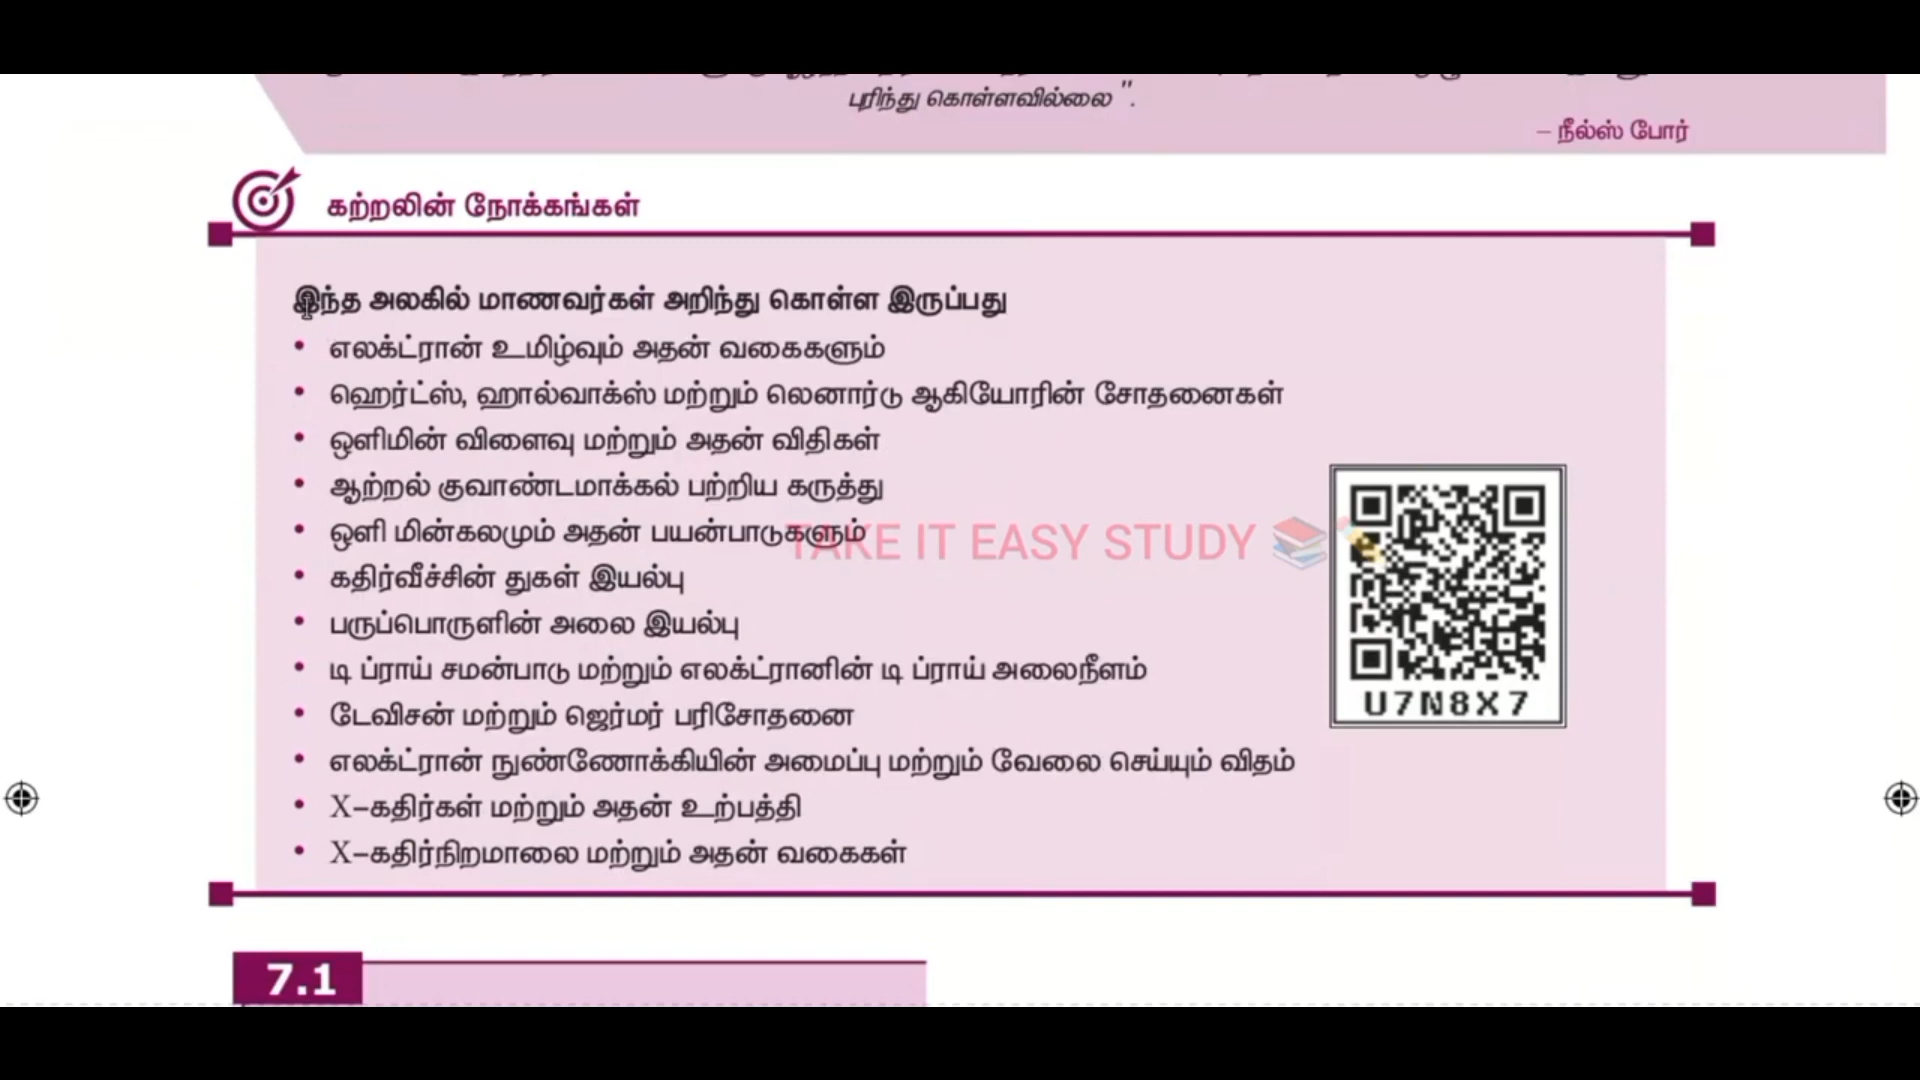 புரிந்து கொள்ளவில்லை ".
– நீல்ஸ் போர்
கற்றலின் நோக்கங்கள்
இந்த அலகில் மாணவர்கள் அறிந்து கொள்ள இருப்பது
• எலக்ட்ரான் உமிழ்வும் அதன் வகைகளும்
• ஹெர்ட்ஸ், ஹால்வாக்ஸ் மற்றும் லெனார்டு ஆகியோரின் சோதனைகள்
• ஒளிமின் விளைவு மற்றும் அதன் விதிகள்
• ஆற்றல் குவாண்டமாக்கல் பற்றிய கருத்து
• ஒளி மின்கலமும் அதன் பயன்பாடுகளும்
TAKE IT EASY STUDY
• கதிர்வீச்சின் துகள் இயல்பு
• பருப்பொருளின் அலை இயல்பு
• டி ப்ராய் சமன்பாடு மற்றும் எலக்ட்ரானின் டி ப்ராய் அலைநீளம்
• டேவிசன் மற்றும் ஜெர்மர் பரிசோதனை
• எலக்ட்ரான் நுண்ணோக்கியின் அமைப்பு மற்றும் வேலை செய்யும் விதம்
• X–கதிர்கள் மற்றும் அதன் உற்பத்தி
• X–கதிர்நிறமாலை மற்றும் அதன் வகைகள்
U7N8X7
7.1